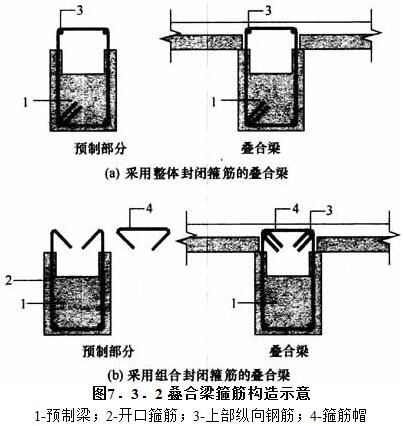 3
3
1
1
预制部分
叠合梁
(a) 采用整体封闭箍筋的叠合梁
4
4
3
2
1
1
预制部分
叠合梁
(b) 采用组合封闭箍筋的叠合梁
图7．3．2叠合梁箍筋构造示意
1-预制梁；2-开口箍筋；3-上部纵向钢筋；4-箍筋帽